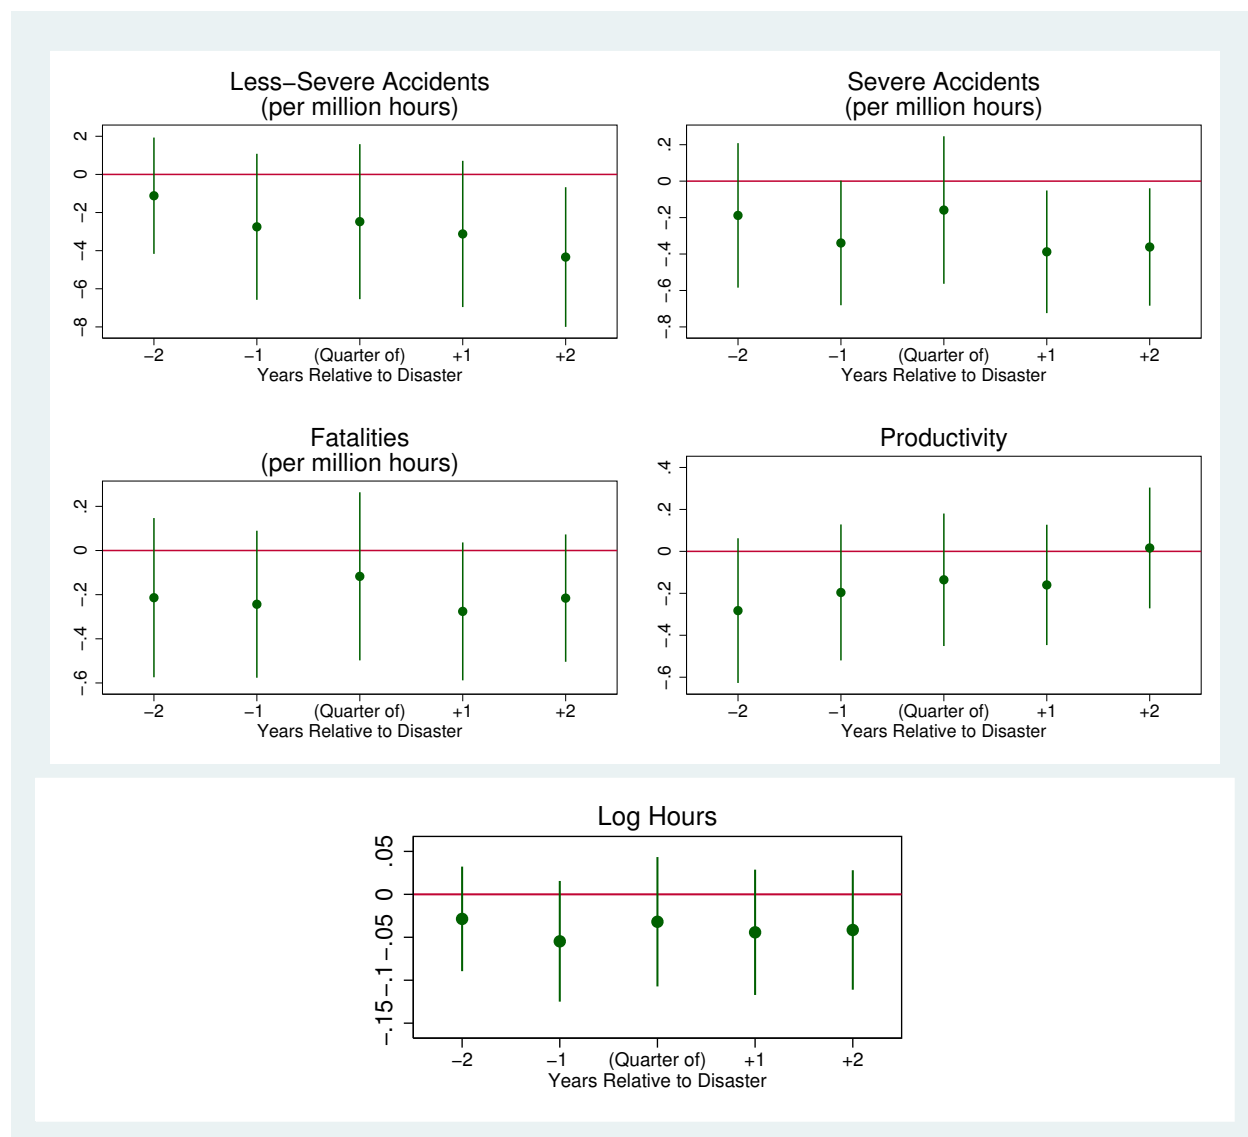 Less−Severe Accidents
(per million hours)
2
0
−2
−4
−6
−8
−2
−1
(Quarter of)
+1
+2
Years Relative to Disaster
Severe Accidents
(per million hours)
.2
0
−.2
−.4
−.6
−.8
−2
−1
(Quarter of)
+1
+2
Years Relative to Disaster
Fatalities
(per million hours)
.2
0
−.2
−.4
−.6
−2
−1
(Quarter of)
+1
+2
Years Relative to Disaster
Productivity
.4
.2
0
−.2
−.4
−.6
−2
−1
(Quarter of)
+1
+2
Years Relative to Disaster
Log Hours
.05
0
−.05
−.1
−.15
−2
−1
(Quarter of)
+1
+2
Years Relative to Disaster